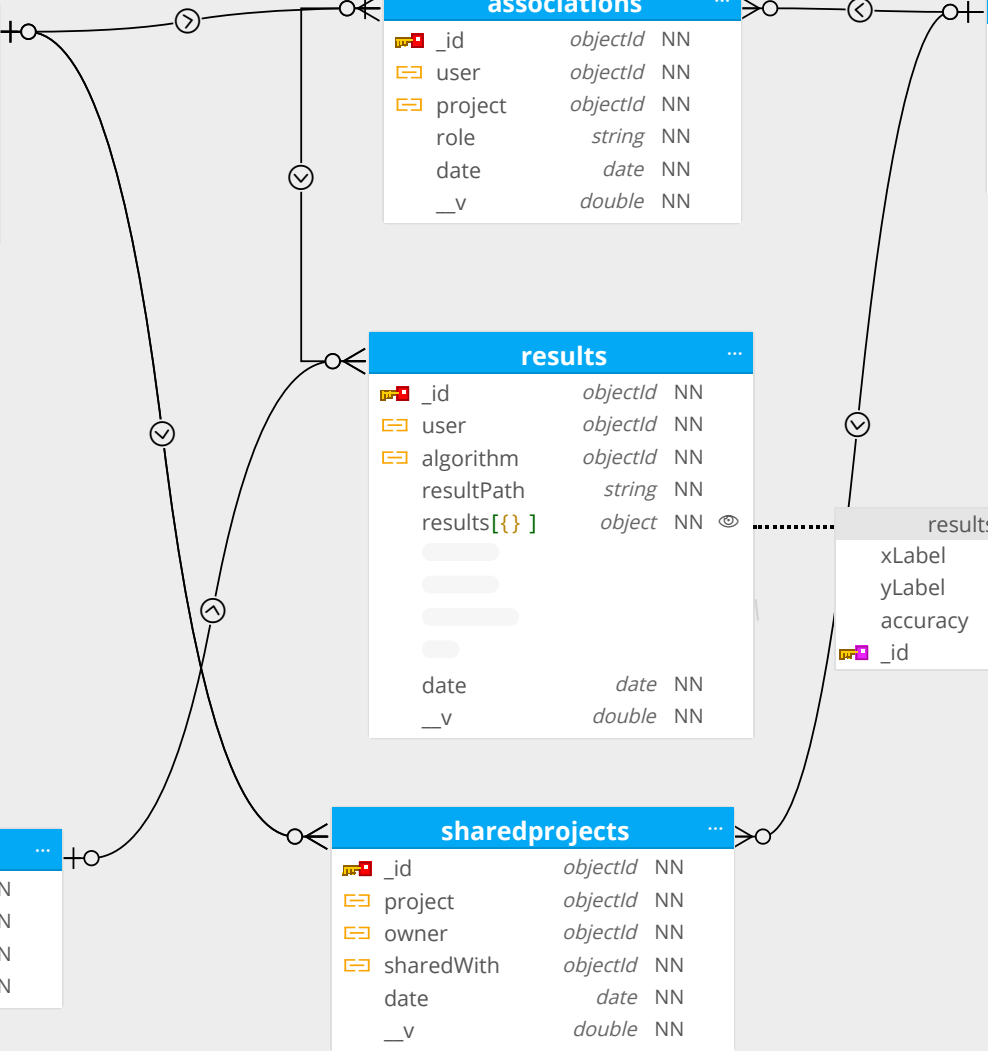 associations ...
_id objectId NN
user objectId NN
project objectId NN
role string NN
date date NN
__v double NN
results ...
_id objectId NN
user objectId NN
algorithm objectId NN
resultPath string NN
results[{} ] object NN
date date NN
__v double NN
results
xLabel
yLabel
accuracy
_id
sharedprojects ...
_id objectId NN
project objectId NN
owner objectId NN
sharedWith objectId NN
date date NN
__v double NN
...
N
N
N
N